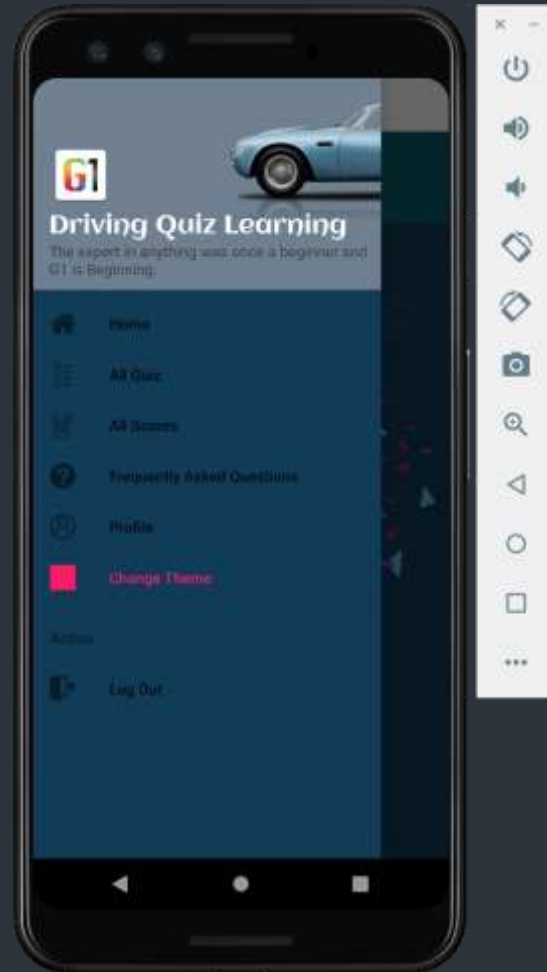 G1
Driving Quiz Learning
The expert in anything was once a beginner and
G1 is Beginning.
Home
All Quiz
All Scores
Frequently Asked Questions
Profile
Change Theme
Action
Log Out